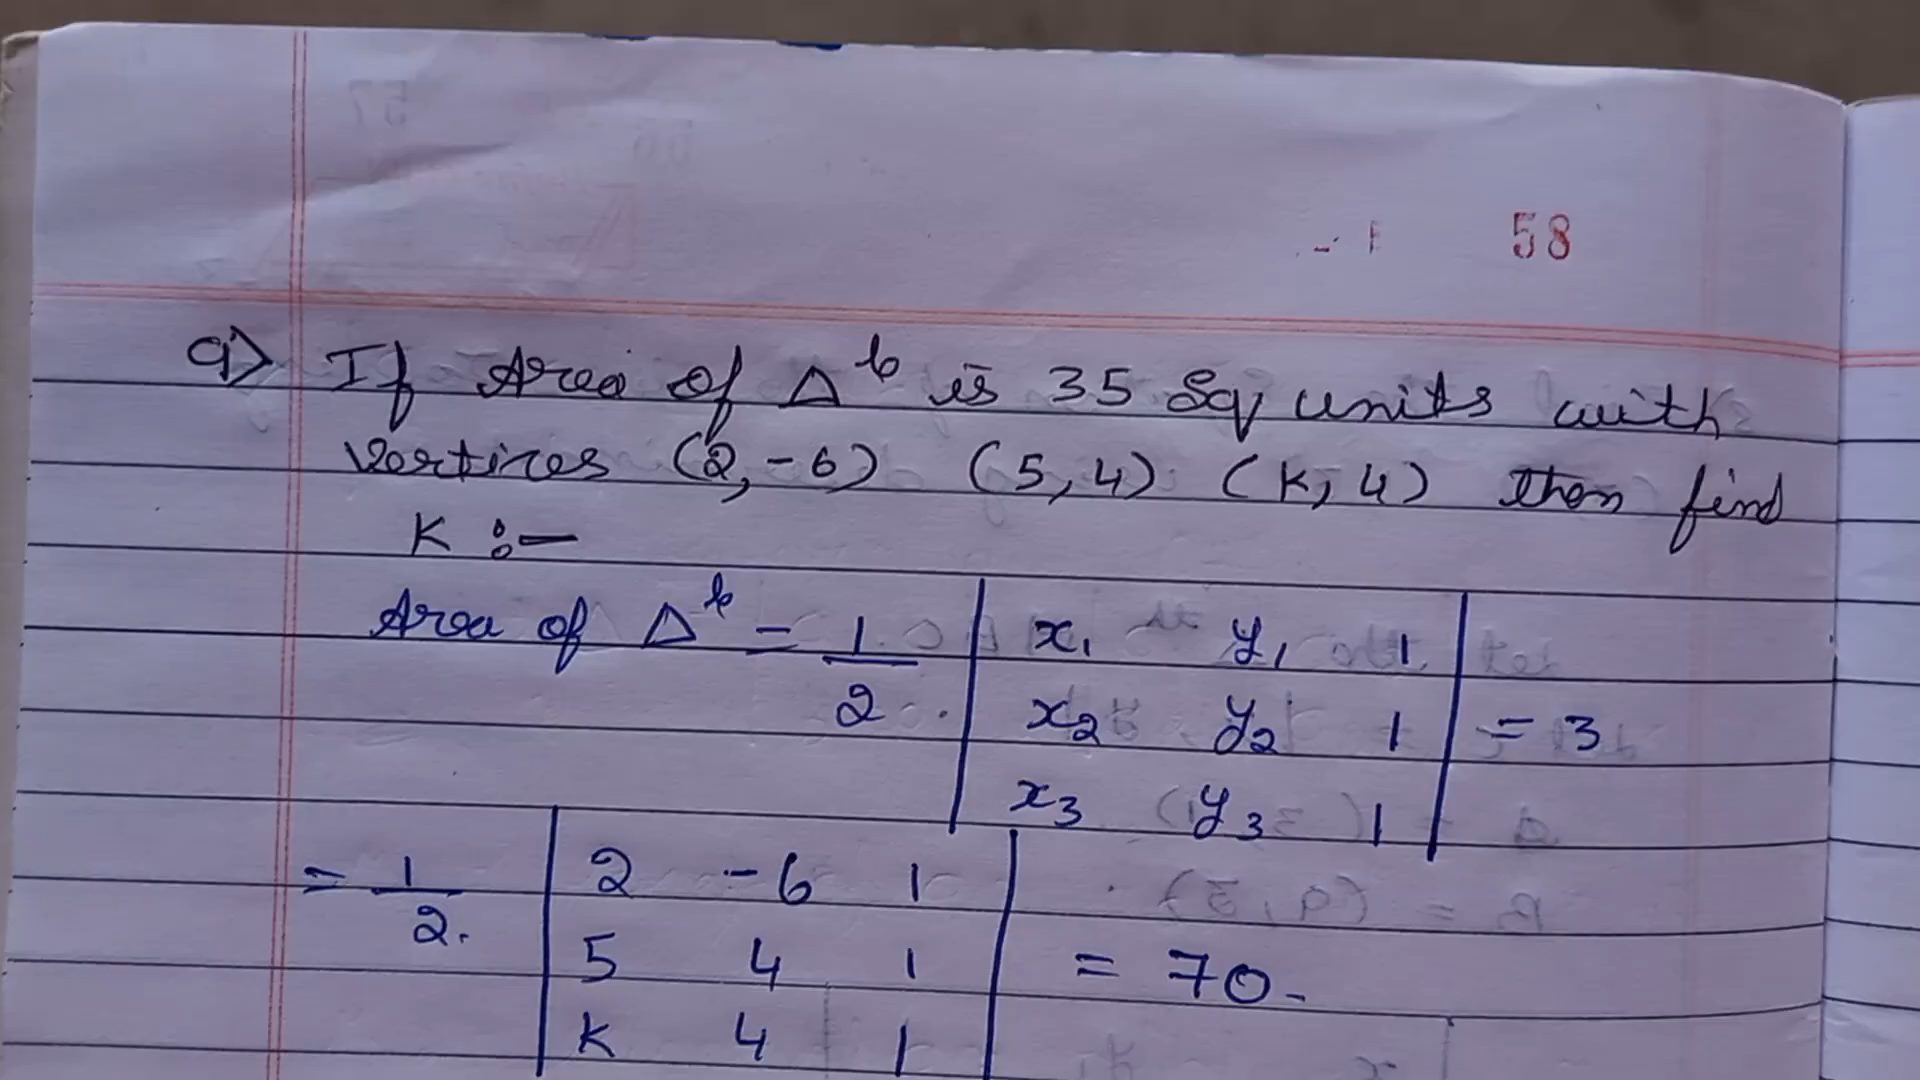 58
9) If Area of Δle is 35 Sq units with
vertices (2,-6) (5,4) (K,4) then find
K :-
Area of Δle = 1/2 | x₁ y₁ 1 |
| x₂ y₂ 1 | = 3
| x₃ y₃ 1 |
= 1/2. | 2 -6 1 |
| 5 4 1 | = 70.
| K 4 1 |